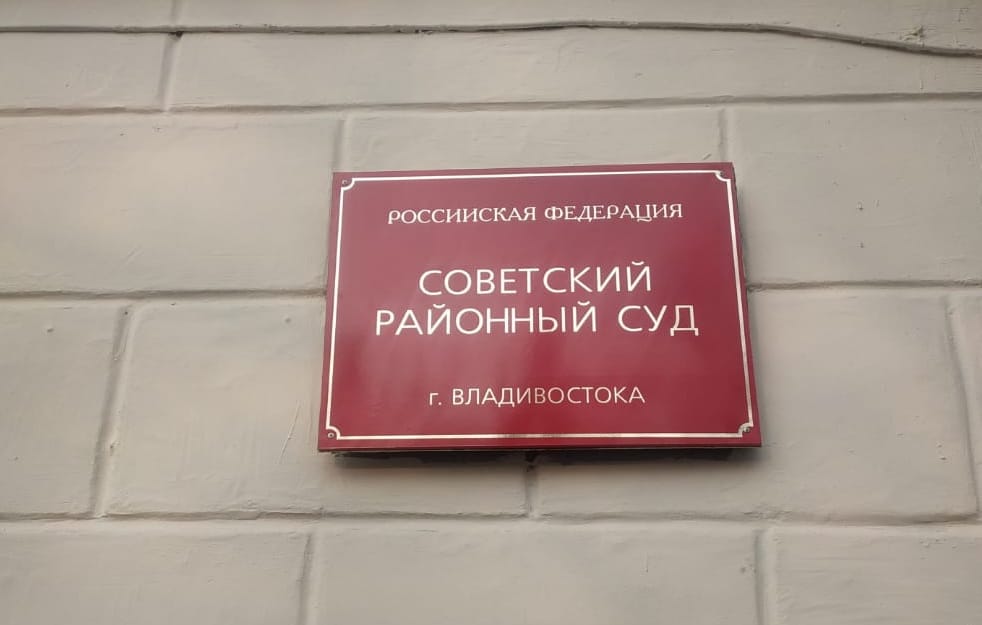 РОССИИСКАЯ ФЕДЕРАЦИЯ
СОВЕТСКИЙ
РАЙОННЫЙ СУД
г. ВЛАДИВОСТОКА